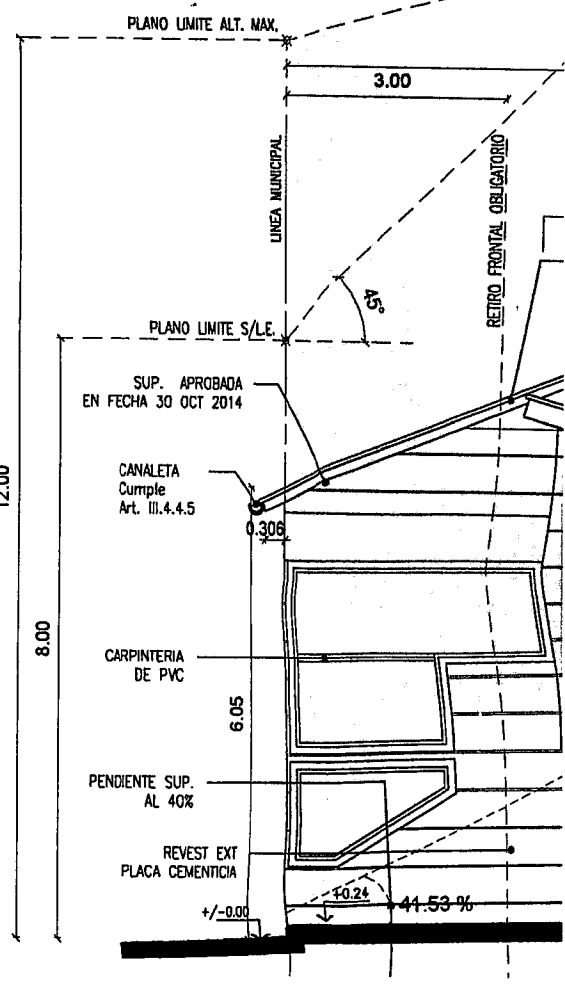 PLANO LIMITE ALT. MAX.
3.00
LINEA MUNICIPAL
RETIRO FRONTAL OBLIGATORIO
45°
PLANO LIMITE S/L.E.
SUP. APROBADA
EN FECHA 30 OCT 2014
CANALETA
Cumple
Art. III.4.4.5
0.306
12.00
8.00
6.05
CARPINTERIA
DE PVC
PENDIENTE SUP.
AL 40%
REVEST EXT
PLACA CEMENTICIA
+0.24
41.53 %
+/-0.00